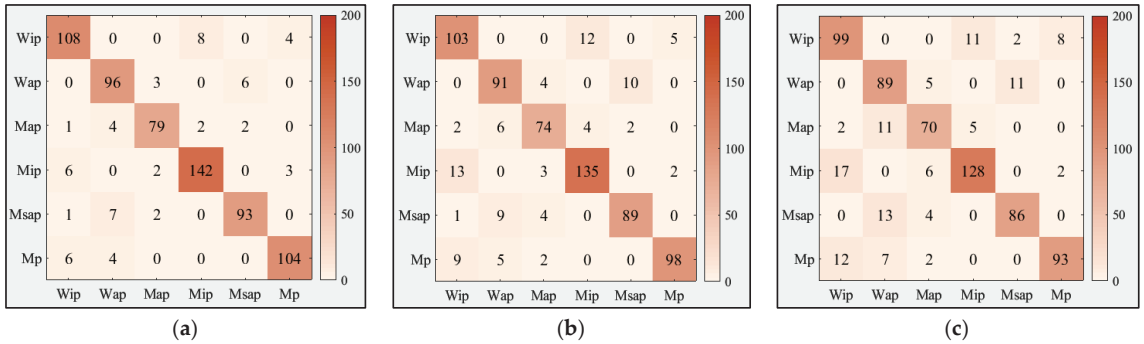 200
Wip 108 0 0 8 0 4
Wap 0 96 3 0 6 0
150
Map 1 4 79 2 2 0
100
Mip 6 0 2 142 0 3
50
Msap 1 7 2 0 93 0
Mp 6 4 0 0 0 104
0
Wip Wap Map Mip Msap Mp
(a)
200
Wip 103 0 0 12 0 5
Wap 0 91 4 0 10 0
150
Map 2 6 74 4 2 0
100
Mip 13 0 3 135 0 2
50
Msap 1 9 4 0 89 0
Mp 9 5 2 0 0 98
0
Wip Wap Map Mip Msap Mp
(b)
200
Wip 99 0 0 11 2 8
Wap 0 89 5 0 11 0
150
Map 2 11 70 5 0 0
100
Mip 17 0 6 128 0 2
50
Msap 0 13 4 0 86 0
Mp 12 7 2 0 0 93
0
Wip Wap Map Mip Msap Mp
(c)